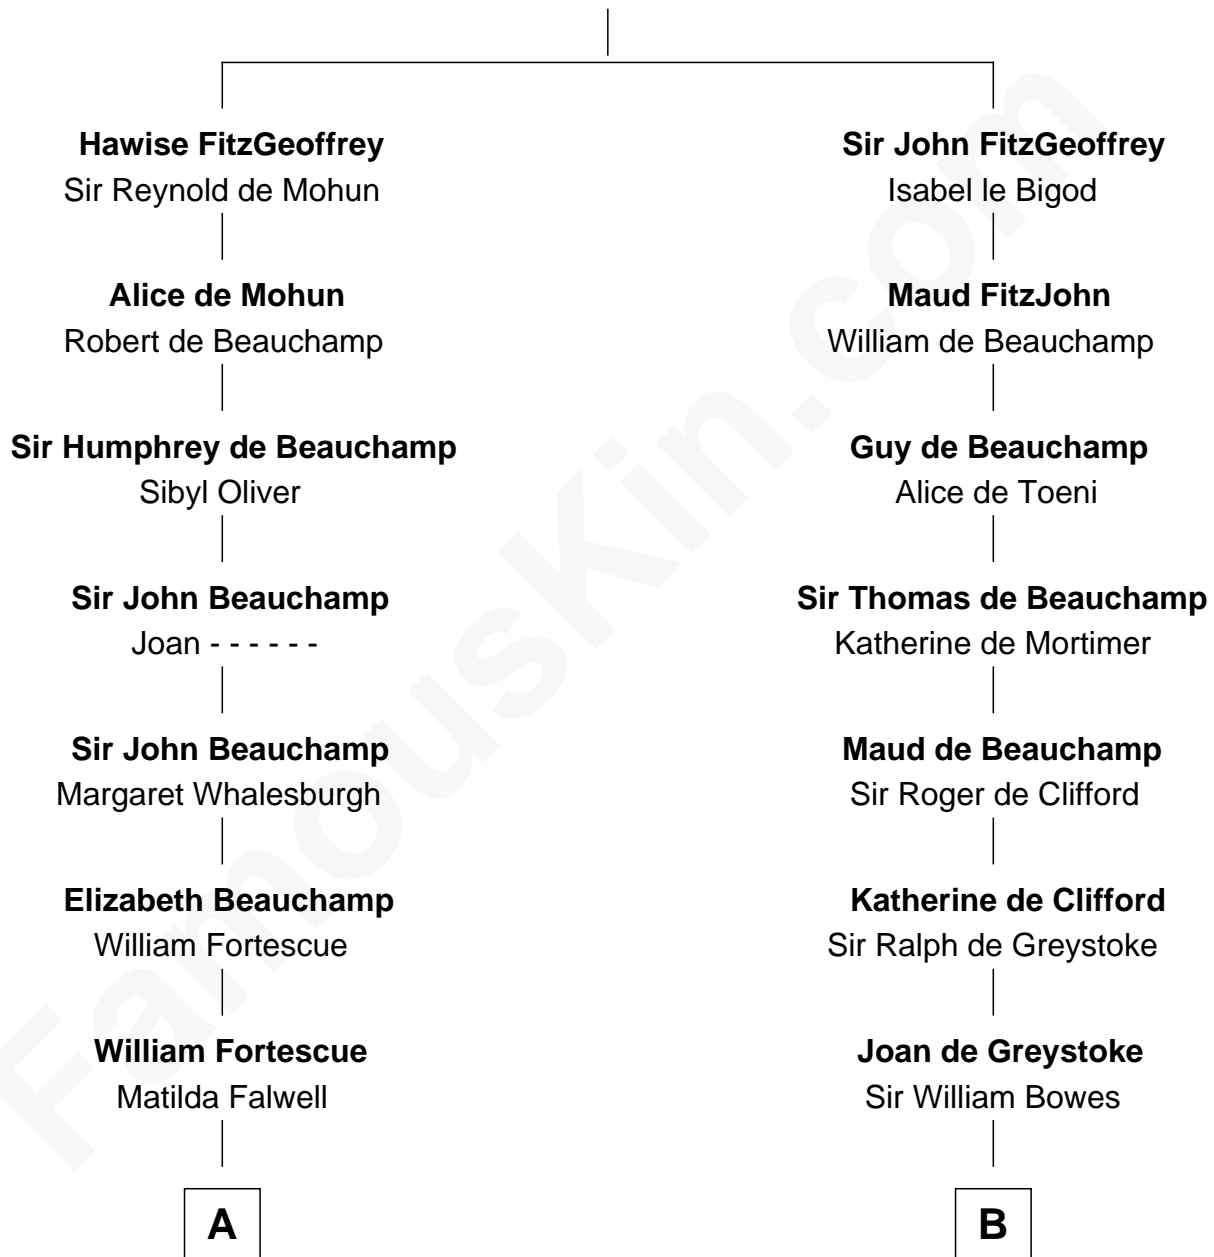 Hawise FitzGeoffrey
Sir Reynold de Mohun
Alice de Mohun
Robert de Beauchamp
Sir Humphrey de Beauchamp
Sibyl Oliver
Sir John Beauchamp
Joan - - - - - -
Sir John Beauchamp
Margaret Whalesburgh
Elizabeth Beauchamp
William Fortescue
William Fortescue
Matilda Falwell
A
Sir John FitzGeoffrey
Isabel le Bigod
Maud FitzJohn
William de Beauchamp
Guy de Beauchamp
Alice de Toeni
Sir Thomas de Beauchamp
Katherine de Mortimer
Maud de Beauchamp
Sir Roger de Clifford
Katherine de Clifford
Sir Ralph de Greystoke
Joan de Greystoke
Sir William Bowes
B
FamousKin.com